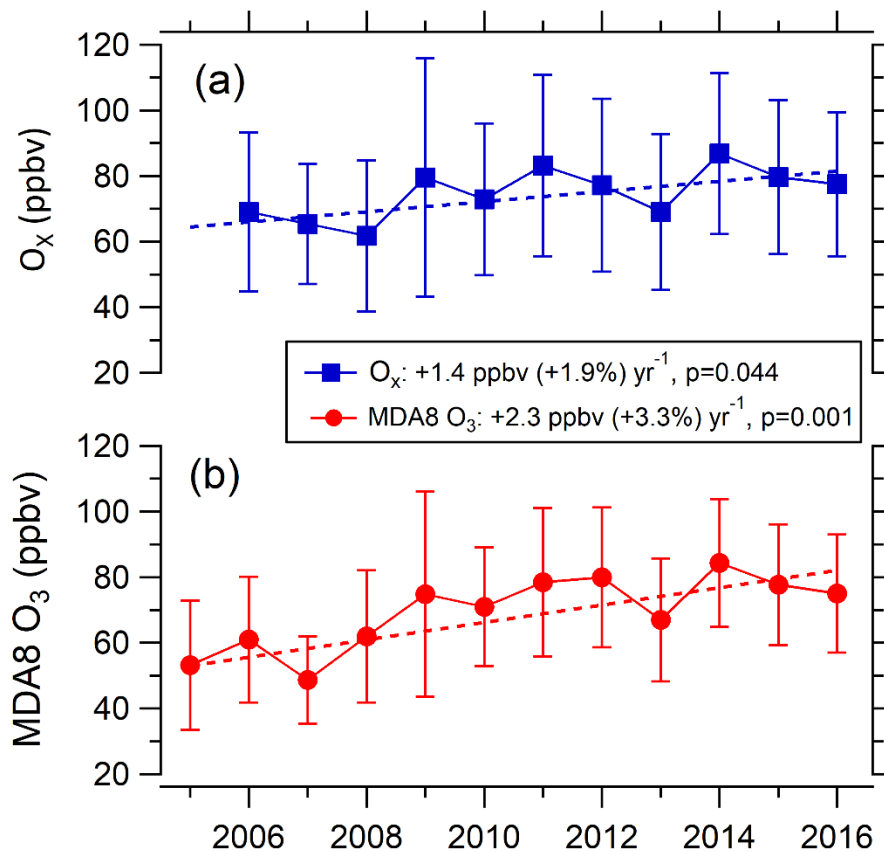 120
(a)
100
80
60
40
20
Oₓ (ppbv)
Oₓ: +1.4 ppbv (+1.9%) yr⁻¹, p=0.044
MDA8 O₃: +2.3 ppbv (+3.3%) yr⁻¹, p=0.001
120
(b)
100
80
60
40
20
MDA8 O₃ (ppbv)
2006 2008 2010 2012 2014 2016